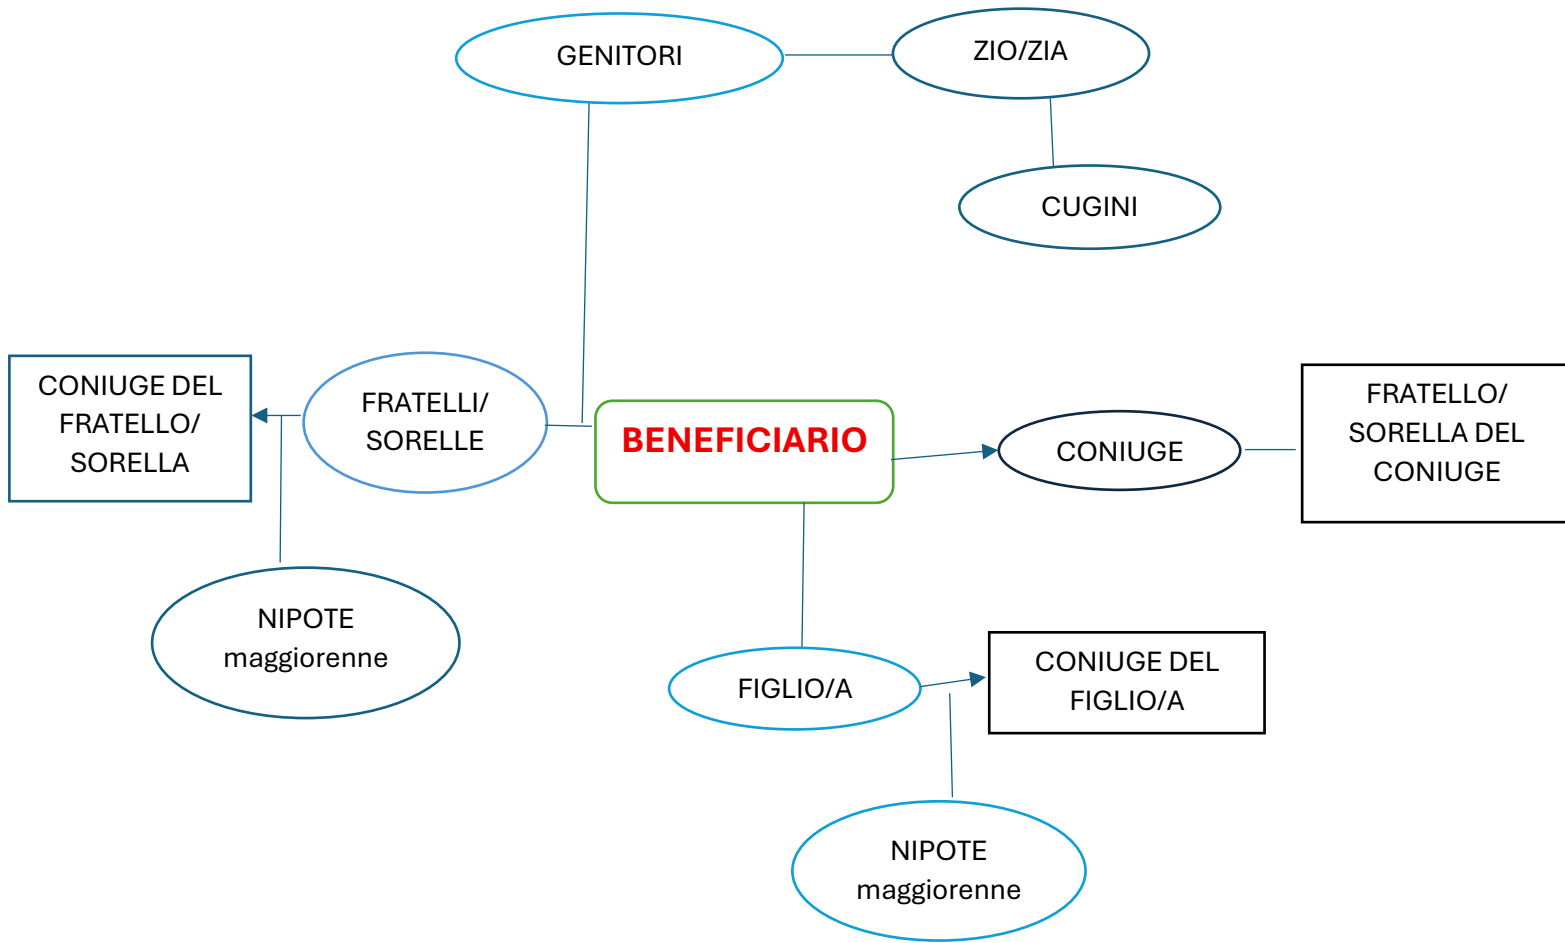 GENITORI
ZIO/ZIA
CUGINI
CONIUGE DEL
FRATELLO/
SORELLA
FRATELLI/
SORELLE
BENEFICIARIO
CONIUGE
FRATELLO/
SORELLA DEL
CONIUGE
NIPOTE
maggiorenne
FIGLIO/A
CONIUGE DEL
FIGLIO/A
NIPOTE
maggiorenne